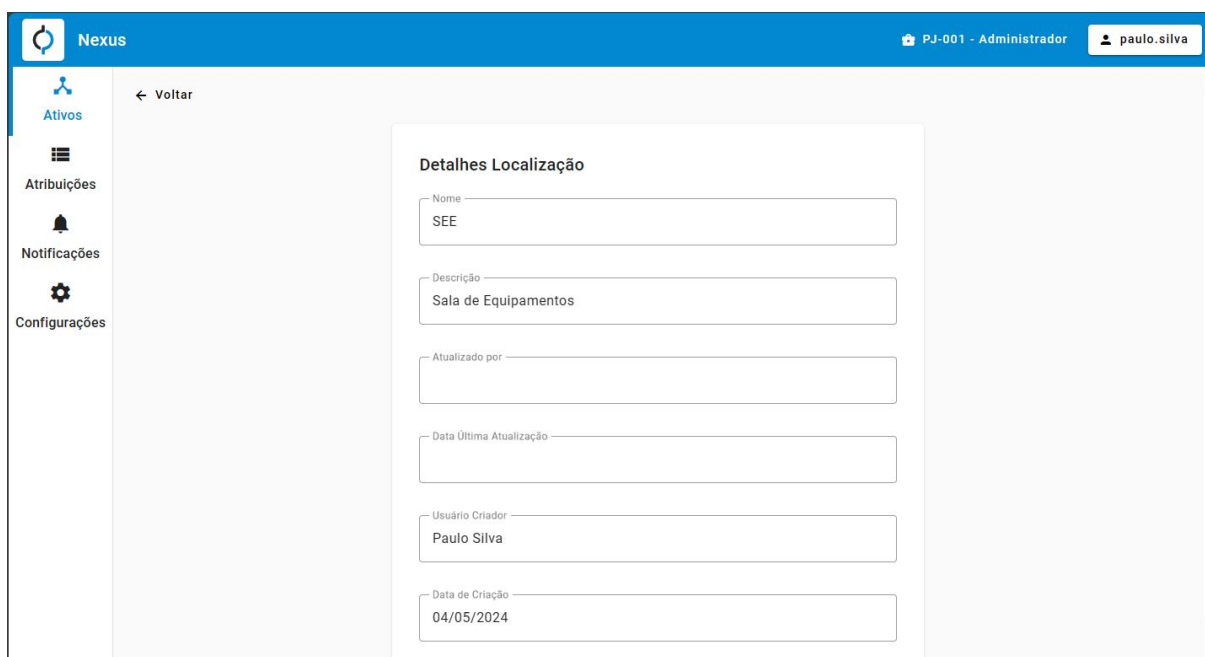 Nexus
PJ-001 - Administrador
paulo.silva
Ativos
Atribuições
Notificações
Configurações
← Voltar
Detalhes Localização
Nome
SEE
Descrição
Sala de Equipamentos
Atualizado por
Data Última Atualização
Usuário Criador
Paulo Silva
Data de Criação
04/05/2024